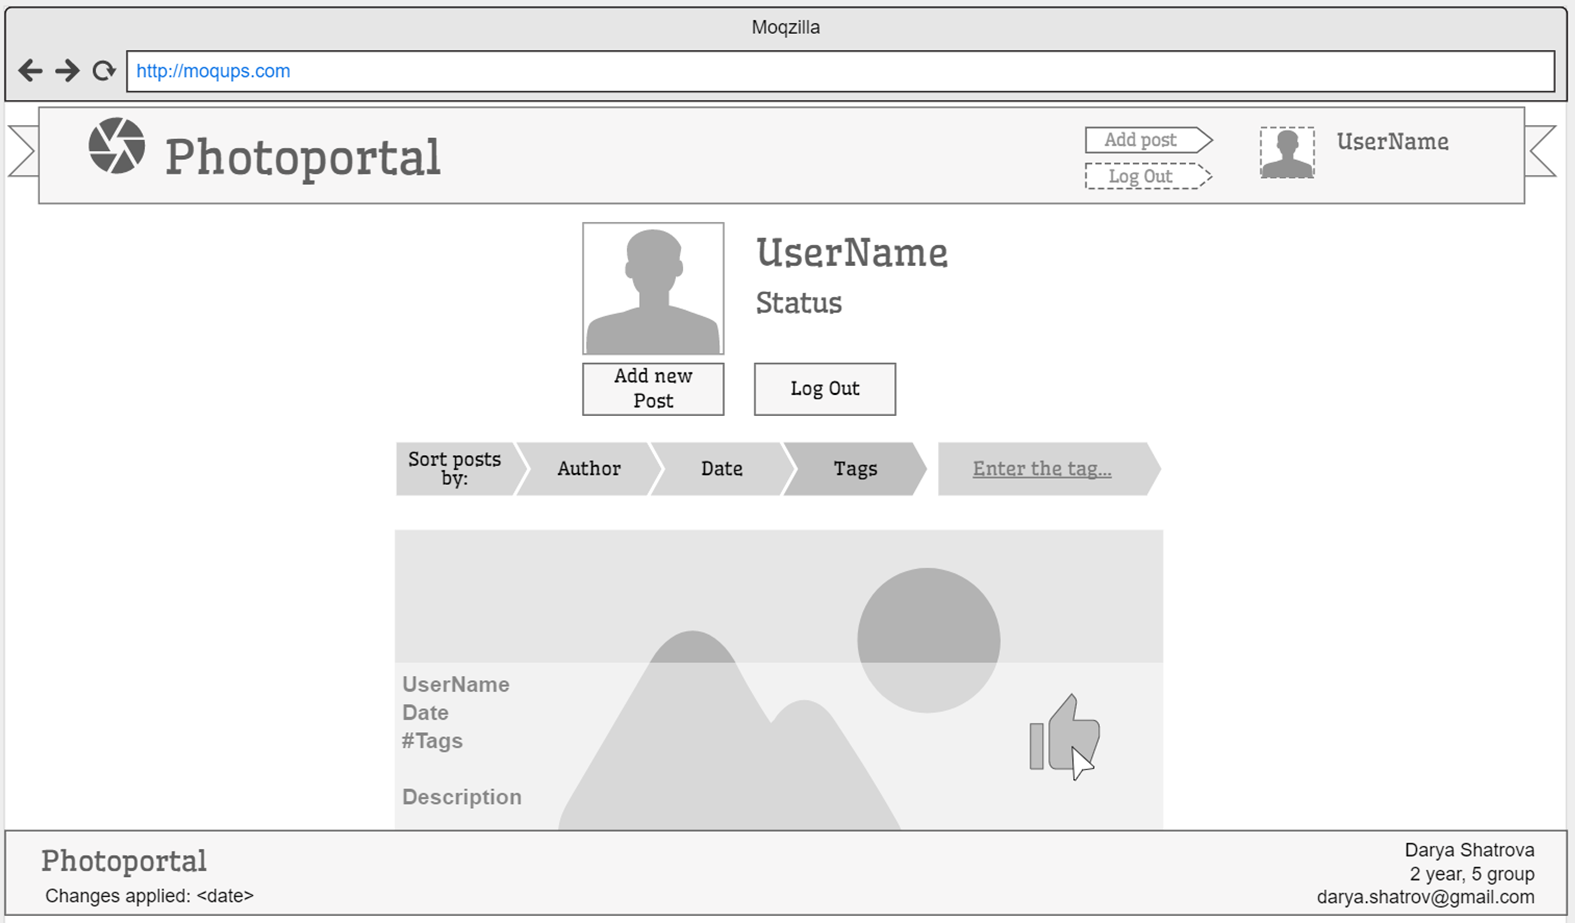 Moqzilla
http://moqups.com
Photoportal
Add post
Log Out
UserName
UserName
Status
Add new
Post
Log Out
Sort posts
by:
Author
Date
Tags
Enter the tag...
UserName
Date
#Tags
Description
Photoportal
Changes applied: <date>
Darya Shatrova
2 year, 5 group
darya.shatrov@gmail.com